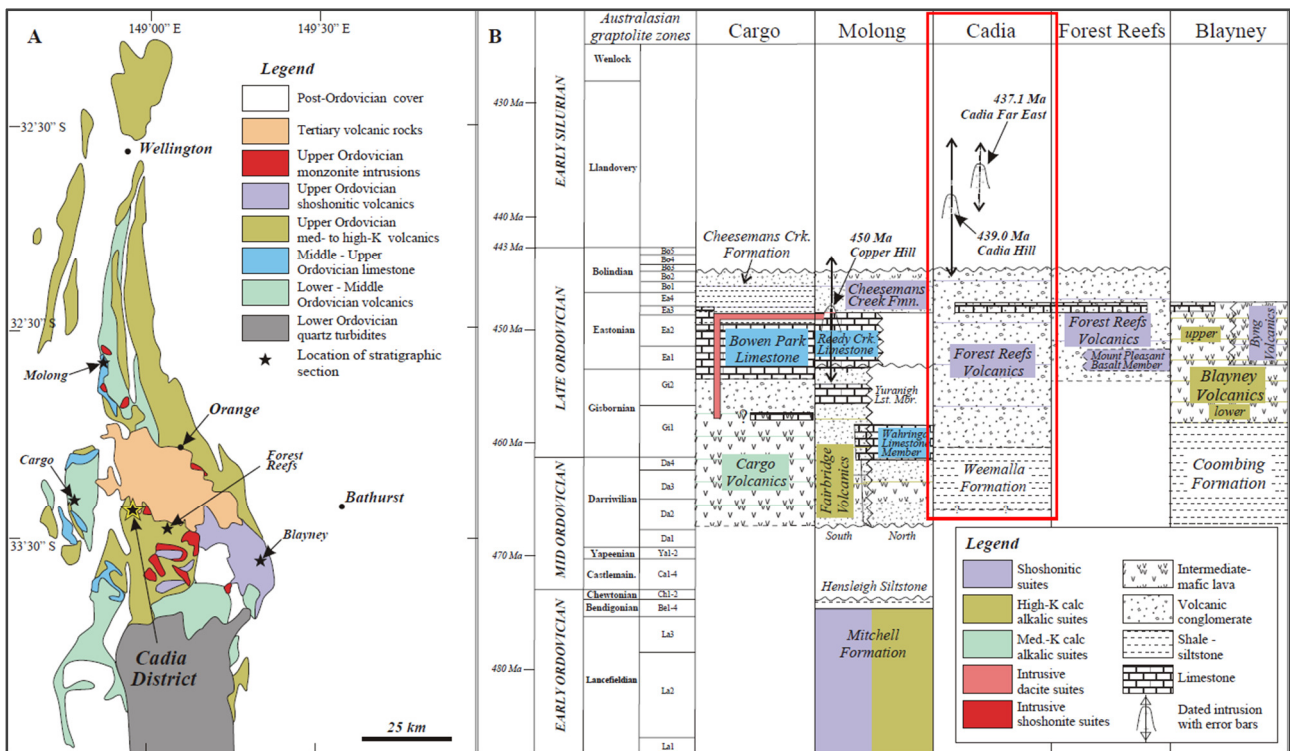 A
149°00’’ E
149°30’’ E
Legend
Post-Ordovician cover
Tertiary volcanic rocks
Upper Ordovician
monzonite intrusions
Upper Ordovician
shoshonitic volcanics
Upper Ordovician
med- to high-K volcanics
Middle - Upper
Ordovician limestone
Lower - Middle
Ordovician volcanics
Lower Ordovician
quartz turbidites
Location of stratigraphic
section
32°30’’ S
Wellington
32°30’’ S
Molong
Orange
Cargo
Forest
Reefs
Bathurst
33°30’’ S
Blayney
Cadia
District
25 km
B
Australasian
graptolite zones
Cargo
Molong
Cadia
Forest Reefs
Blayney
430 Ma
440 Ma
443 Ma
450 Ma
460 Ma
470 Ma
480 Ma
EARLY SILURIAN
LATE ORDOVICIAN
MID ORDOVICIAN
EARLY ORDOVICIAN
Wenlock
Llandovery
Bolindian
Eastonian
Gisbornian
Darriwilian
Yapeenian
Castlemain.
Chewtonian
Bendigonian
Lancefieldian
Bo5
Bo4
Bo3
Bo2
Bo1
Ea4
Ea3
Ea2
Ea1
Gi2
Gi1
Da4
Da3
Da2
Da1
Ya1-2
Ca1-4
Ch1-2
Be1-4
La3
La2
La1
Cheesemans Crk.
Formation
Bowen Park
Limestone
Cargo
Volcanics
450 Ma
Copper Hill
Cheesemans
Creek Fmn.
Reedy Crk.
Limestone
Yuranigh
Lst. Mbr.
Wahringa
Limestone
Member
Fairbridge
Volcanics
South
North
Hensleigh Siltstone
Mitchell
Formation
437.1 Ma
Cadia Far East
439.0 Ma
Cadia Hill
Forest Reefs
Volcanics
Weemalla
Formation
Forest Reefs
Volcanics
Mount Pleasant
Basalt Member
upper
Byng
Volcanics
Blayney
Volcanics
lower
Coombing
Formation
Legend
Shoshonitic
suites
High-K calc
alkalic suites
Med.-K calc
alkalic suites
Intrusive
dacite suites
Intrusive
shoshonite suites
Intermediate-
mafic lava
Volcanic
conglomerate
Shale -
siltstone
Limestone
Dated intrusion
with error bars